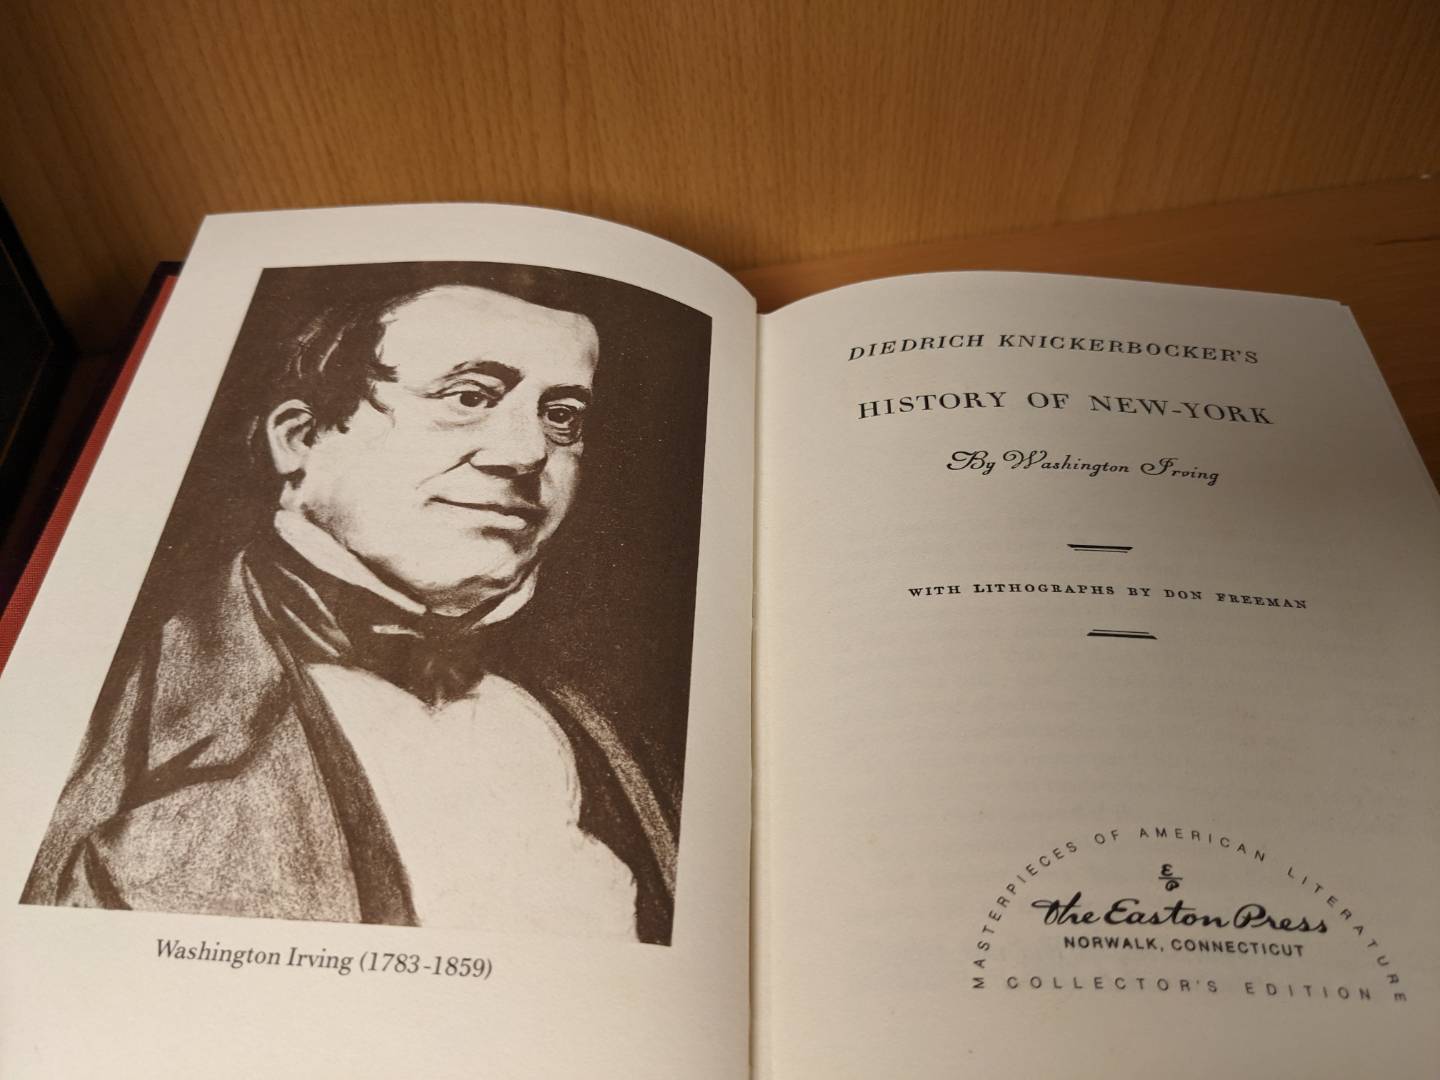 Washington Irving (1783-1859)
DIEDRICH KNICKERBOCKER'S
HISTORY OF NEW-YORK
By Washington Irving
WITH LITHOGRAPHS BY DON FREEMAN
MASTERPIECES OF AMERICAN LITERATURE
E/P
The Easton Press
NORWALK, CONNECTICUT
COLLECTOR'S EDITION